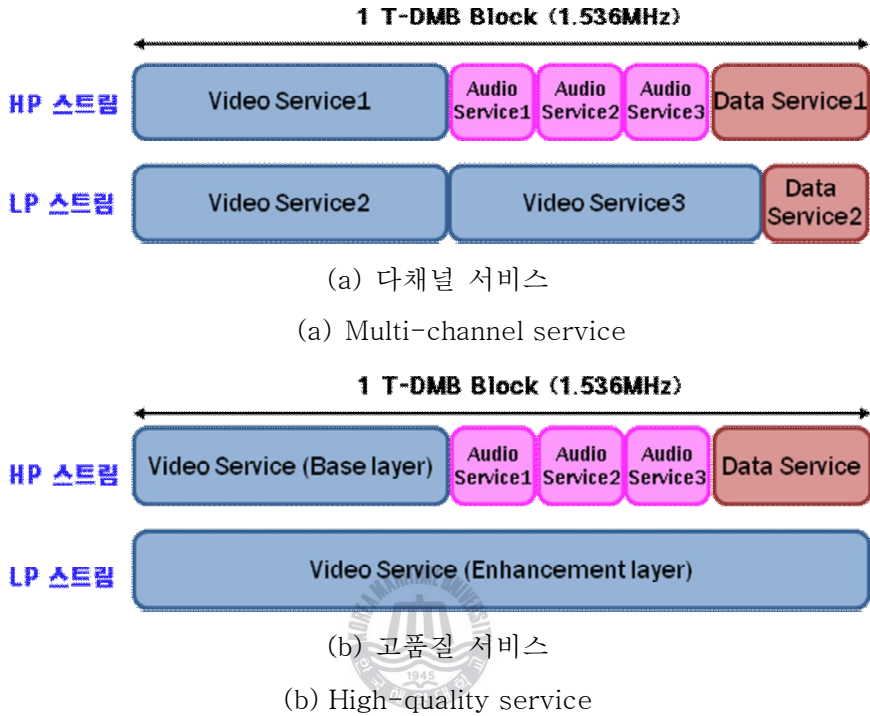 1 T-DMB Block (1.536MHz)
HP 스트림
Video Service1
Audio Service1
Audio Service2
Audio Service3
Data Service1
LP 스트림
Video Service2
Video Service3
Data Service2
(a) 다채널 서비스
(a) Multi-channel service
1 T-DMB Block (1.536MHz)
HP 스트림
Video Service (Base layer)
Audio Service1
Audio Service2
Audio Service3
Data Service
LP 스트림
Video Service (Enhancement layer)
(b) 고품질 서비스
1945
(b) High-quality service